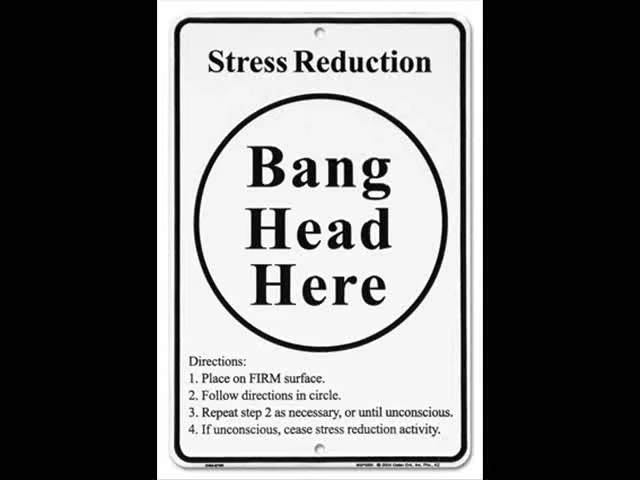 Stress Reduction
Bang
Head
Here
Directions:
1. Place on FIRM surface.
2. Follow directions in circle.
3. Repeat step 2 as necessary, or until unconscious.
4. If unconscious, cease stress reduction activity.